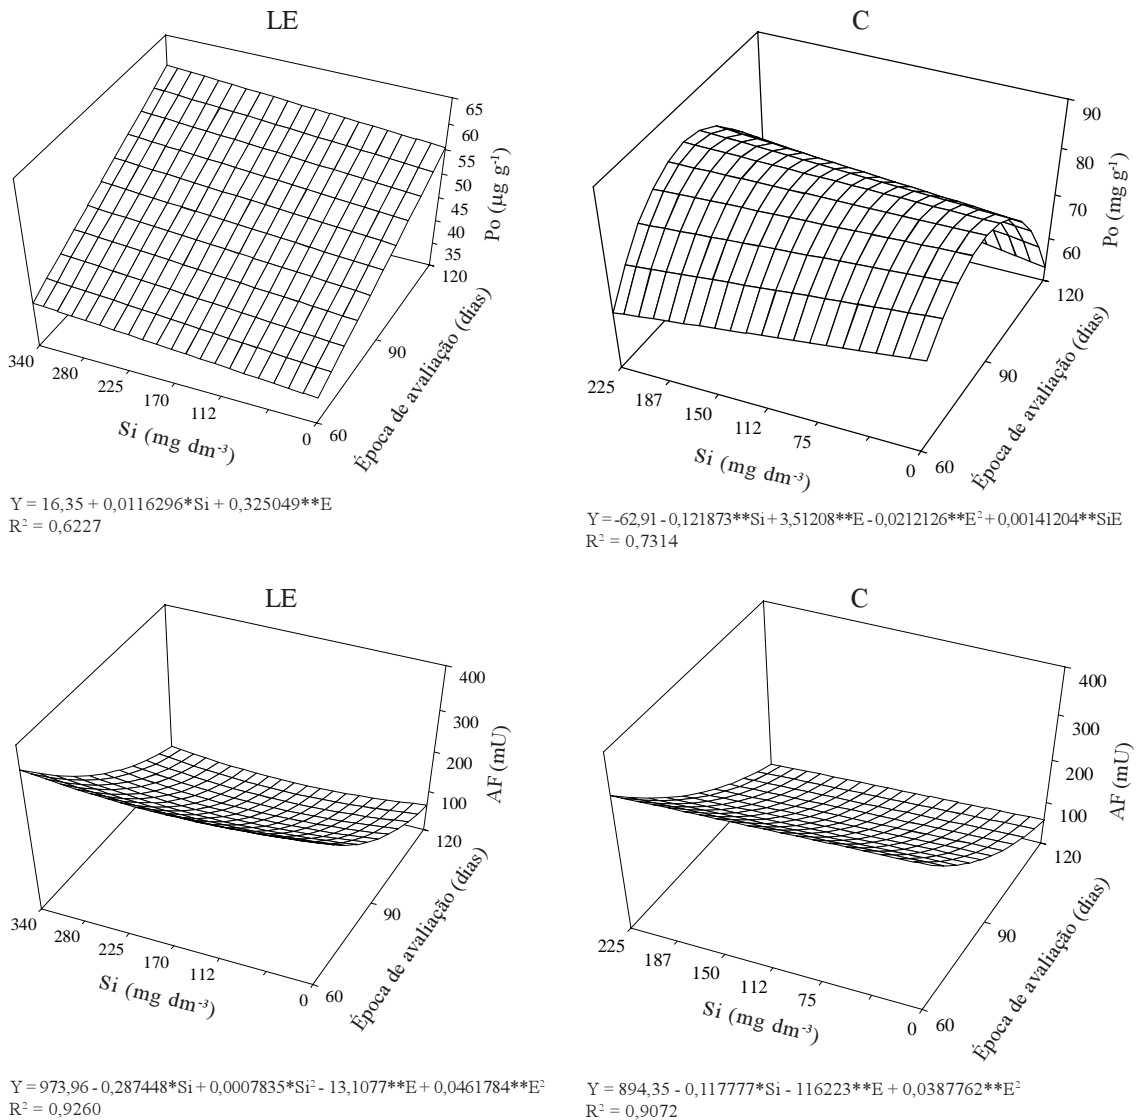 LE
65
60
55
50
45
40
35
Po (µg g⁻¹)
120
90
60
Época de avaliação (dias)
340
280
225
170
112
0
Si (mg dm⁻³)
Y = 16,35 + 0,0116296*Si + 0,325049**E
R² = 0,6227
C
90
80
70
60
Po (mg g⁻¹)
120
90
60
Época de avaliação (dias)
225
187
150
112
75
0
Si (mg dm⁻³)
Y = -62,91 - 0,121873**Si + 3,51208**E - 0,0212126**E² + 0,00141204**SiE
R² = 0,7314
LE
400
300
200
100
AF (mU)
120
90
60
Época de avaliação (dias)
340
280
225
170
112
0
Si (mg dm⁻³)
Y = 973,96 - 0,287448*Si + 0,0007835*Si² - 13,1077**E + 0,0461784**E²
R² = 0,9260
C
400
300
200
100
AF (mU)
120
90
60
Época de avaliação (dias)
225
187
150
112
75
0
Si (mg dm⁻³)
Y = 894,35 - 0,117777*Si - 116223**E + 0,0387762**E²
R² = 0,9072